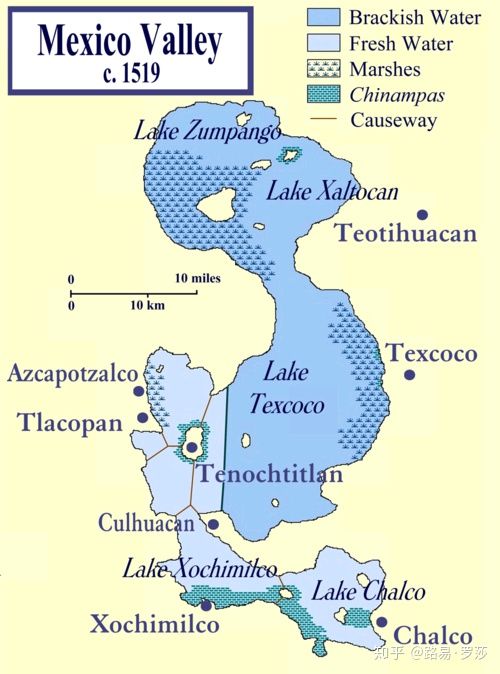 Mexico Valley
c. 1519
Brackish Water
Fresh Water
Marshes
Chinampas
Causeway
Lake Zumpango
Lake Xaltocan
Teotihuacan
0 10 miles
0 10 km
Lake
Texcoco
Texcoco
Azcapotzalco
Tlacopan
Tenochtitlan
Culhuacan
Lake Xochimilco
Lake Chalco
Xochimilco
Chalco
知乎 @路易·罗莎